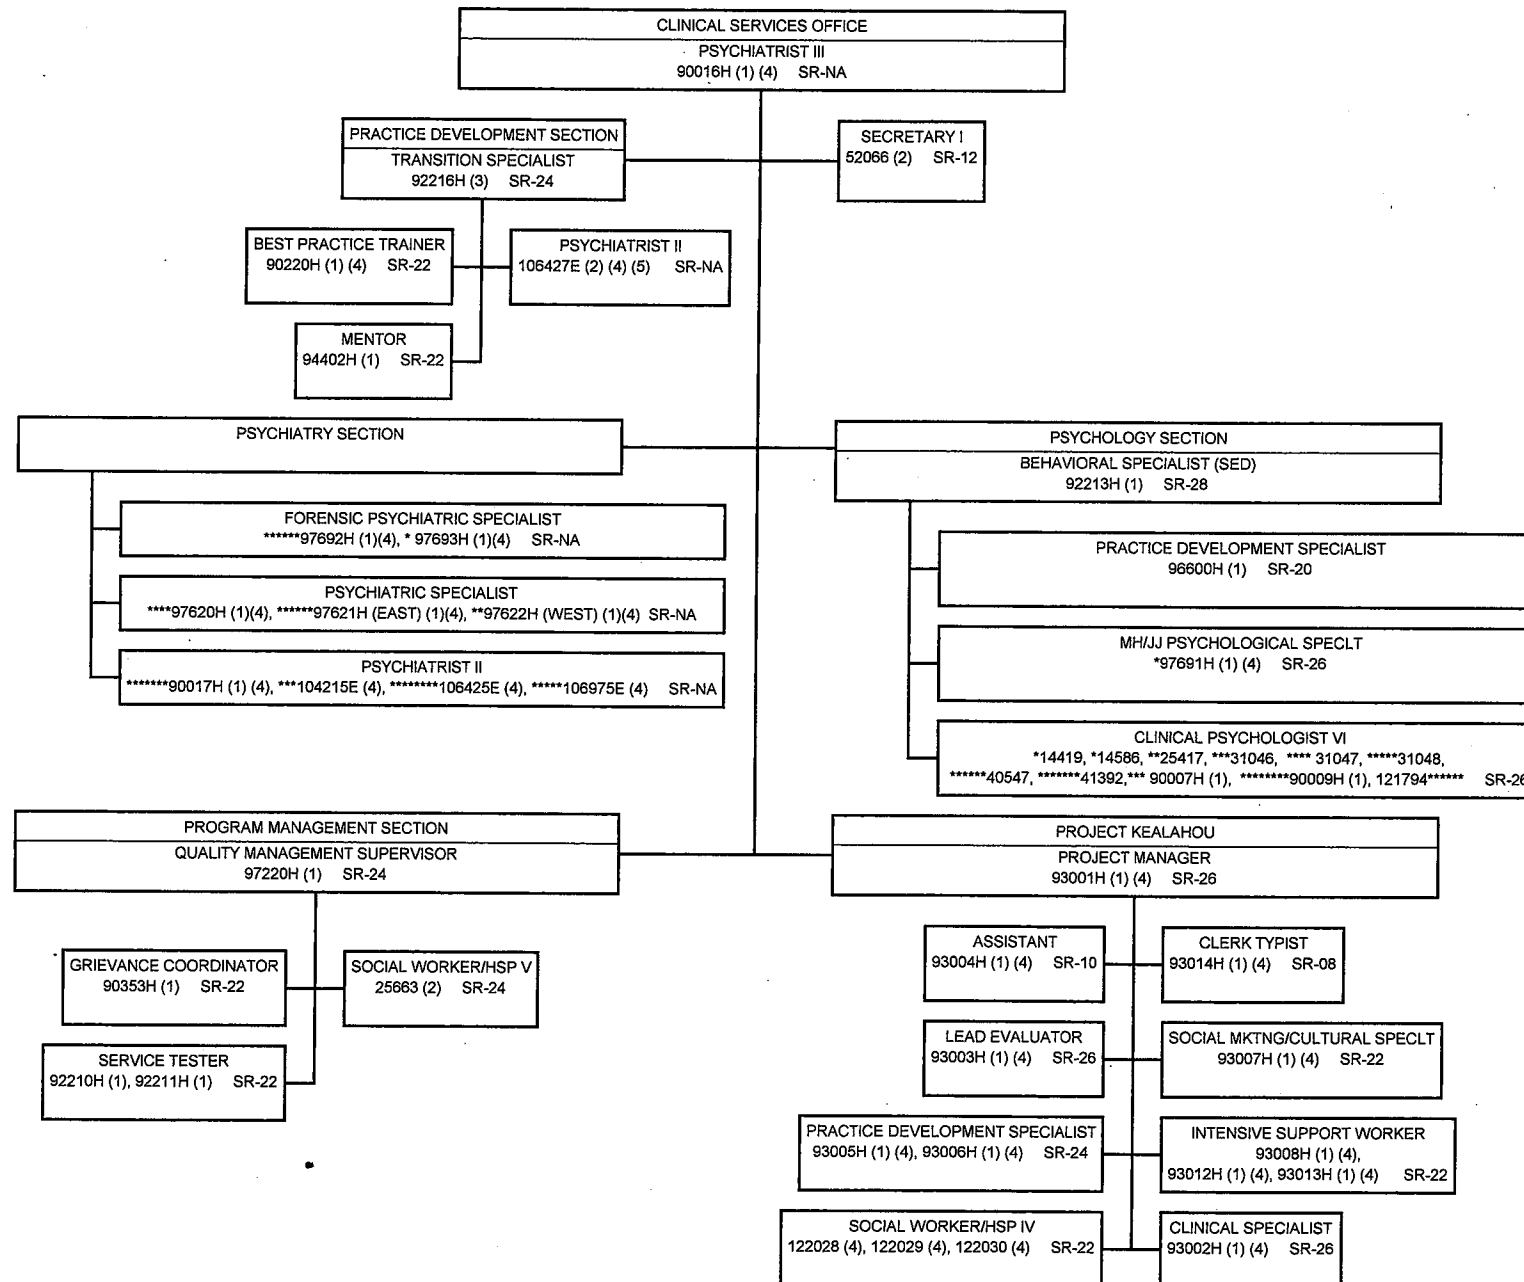 CLINICAL SERVICES OFFICE
PSYCHIATRIST III
90016H (1) (4) SR-NA
PRACTICE DEVELOPMENT SECTION
TRANSITION SPECIALIST
92216H (3) SR-24
SECRETARY I
52066 (2) SR-12
BEST PRACTICE TRAINER
90220H (1) (4) SR-22
PSYCHIATRIST II
106427E (2) (4) (5) SR-NA
MENTOR
94402H (1) SR-22
PSYCHIATRY SECTION
FORENSIC PSYCHIATRIC SPECIALIST
******97692H (1)(4), * 97693H (1)(4) SR-NA
PSYCHIATRIC SPECIALIST
****97620H (1)(4), ******97621H (EAST) (1)(4), **97622H (WEST) (1)(4) SR-NA
PSYCHIATRIST II
*******90017H (1) (4), ***104215E (4), ********106425E (4), *****106975E (4) SR-NA
PSYCHOLOGY SECTION
BEHAVIORAL SPECIALIST (SED)
92213H (1) SR-28
PRACTICE DEVELOPMENT SPECIALIST
96600H (1) SR-20
MH/JJ PSYCHOLOGICAL SPECLT
*97691H (1) (4) SR-26
CLINICAL PSYCHOLOGIST VI
*14419, *14586, **25417, ***31046, **** 31047, *****31048,
******40547, *******41392,*** 90007H (1), ********90009H (1), 121794****** SR-26
PROGRAM MANAGEMENT SECTION
QUALITY MANAGEMENT SUPERVISOR
97220H (1) SR-24
GRIEVANCE COORDINATOR
90353H (1) SR-22
SOCIAL WORKER/HSP V
25663 (2) SR-24
SERVICE TESTER
92210H (1), 92211H (1) SR-22
PROJECT KEALAHOU
PROJECT MANAGER
93001H (1) (4) SR-26
ASSISTANT
93004H (1) (4) SR-10
CLERK TYPIST
93014H (1) (4) SR-08
LEAD EVALUATOR
93003H (1) (4) SR-26
SOCIAL MKTNG/CULTURAL SPECLT
93007H (1) (4) SR-22
PRACTICE DEVELOPMENT SPECIALIST
93005H (1) (4), 93006H (1) (4) SR-24
INTENSIVE SUPPORT WORKER
93008H (1) (4),
93012H (1) (4), 93013H (1) (4) SR-22
SOCIAL WORKER/HSP IV
122028 (4), 122029 (4), 122030 (4) SR-22
CLINICAL SPECIALIST
93002H (1) (4) SR-26